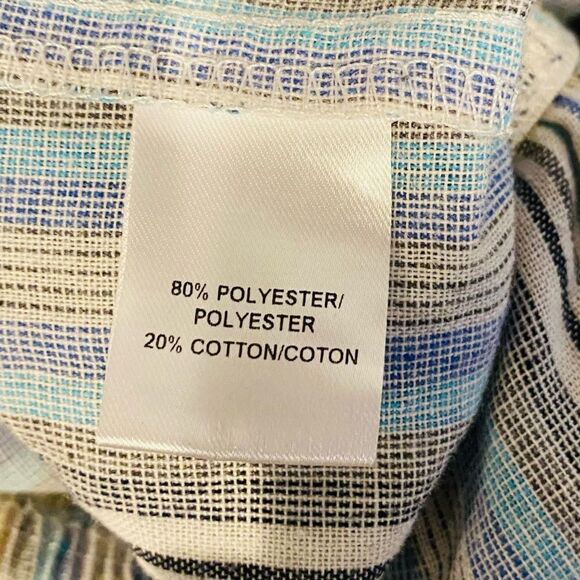 80% POLYESTER/
POLYESTER
20% COTTON/COTON